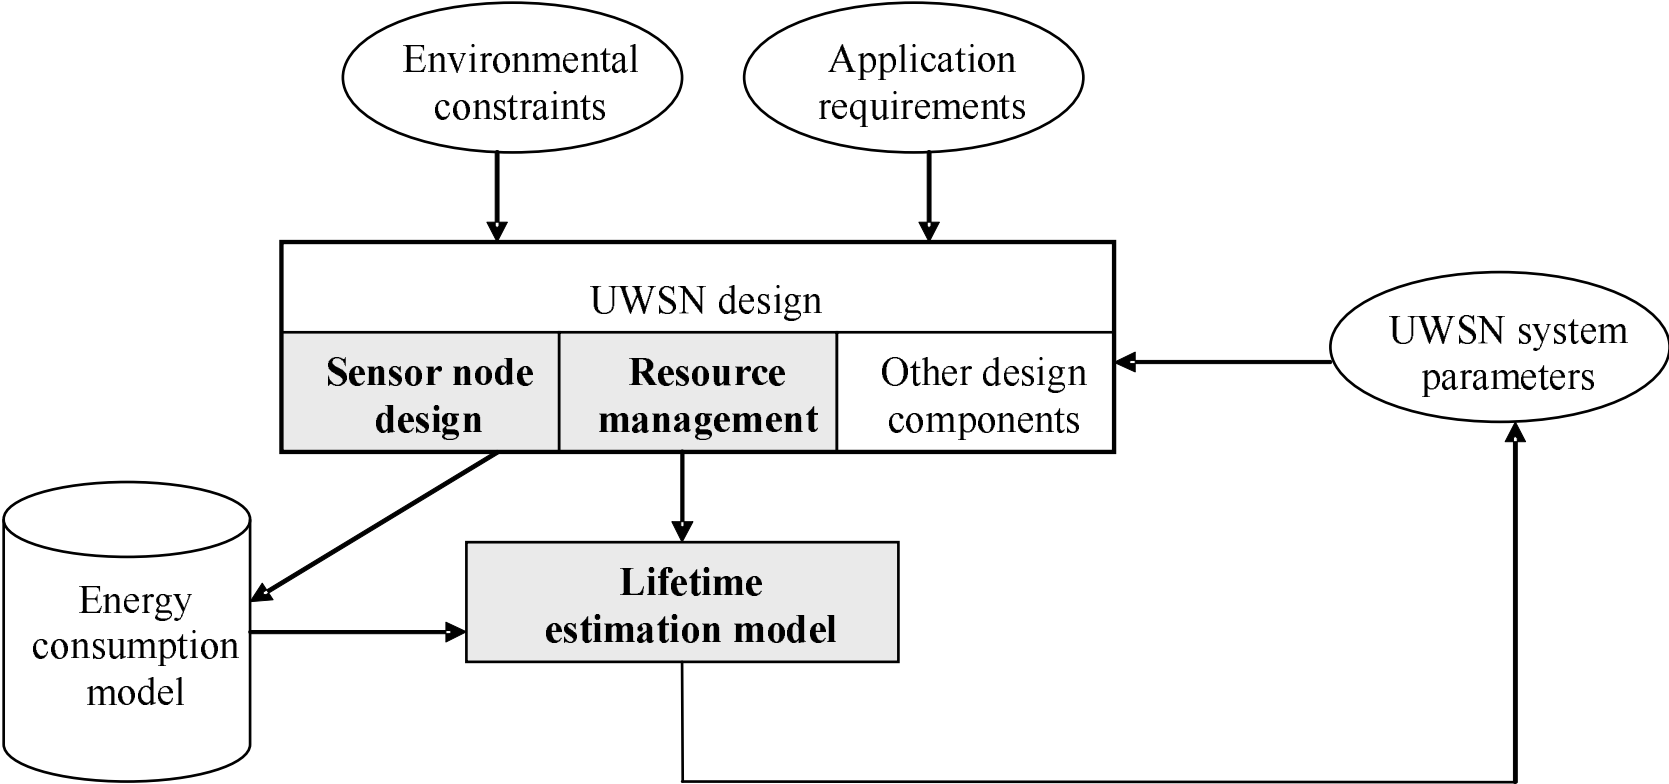 Environmental
constraints
Application
requirements
UWSN design
Sensor node
design
Resource
management
Other design
components
UWSN system
parameters
Energy
consumption
model
Lifetime
estimation model